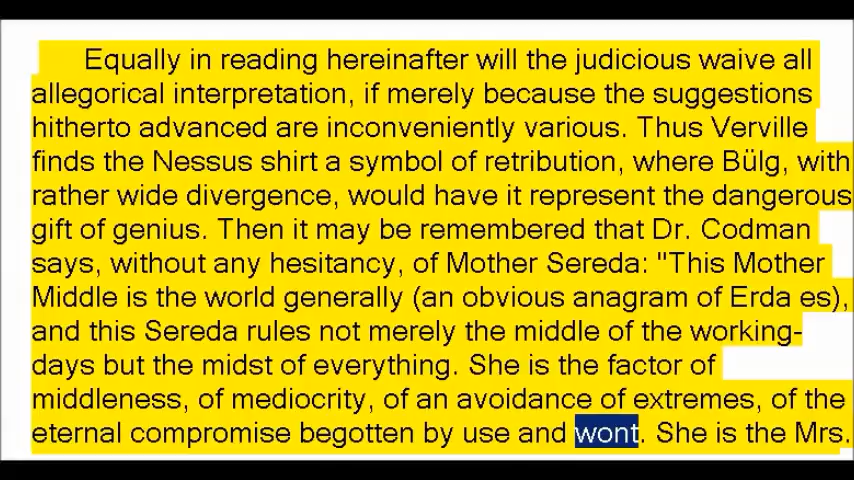 Equally in reading hereinafter will the judicious waive all
allegorical interpretation, if merely because the suggestions
hitherto advanced are inconveniently various. Thus Verville
finds the Nessus shirt a symbol of retribution, where Bülg, with
rather wide divergence, would have it represent the dangerous
gift of genius. Then it may be remembered that Dr. Codman
says, without any hesitancy, of Mother Sereda: "This Mother
Middle is the world generally (an obvious anagram of Erda es),
and this Sereda rules not merely the middle of the working-
days but the midst of everything. She is the factor of
middleness, of mediocrity, of an avoidance of extremes, of the
eternal compromise begotten by use and wont. She is the Mrs.